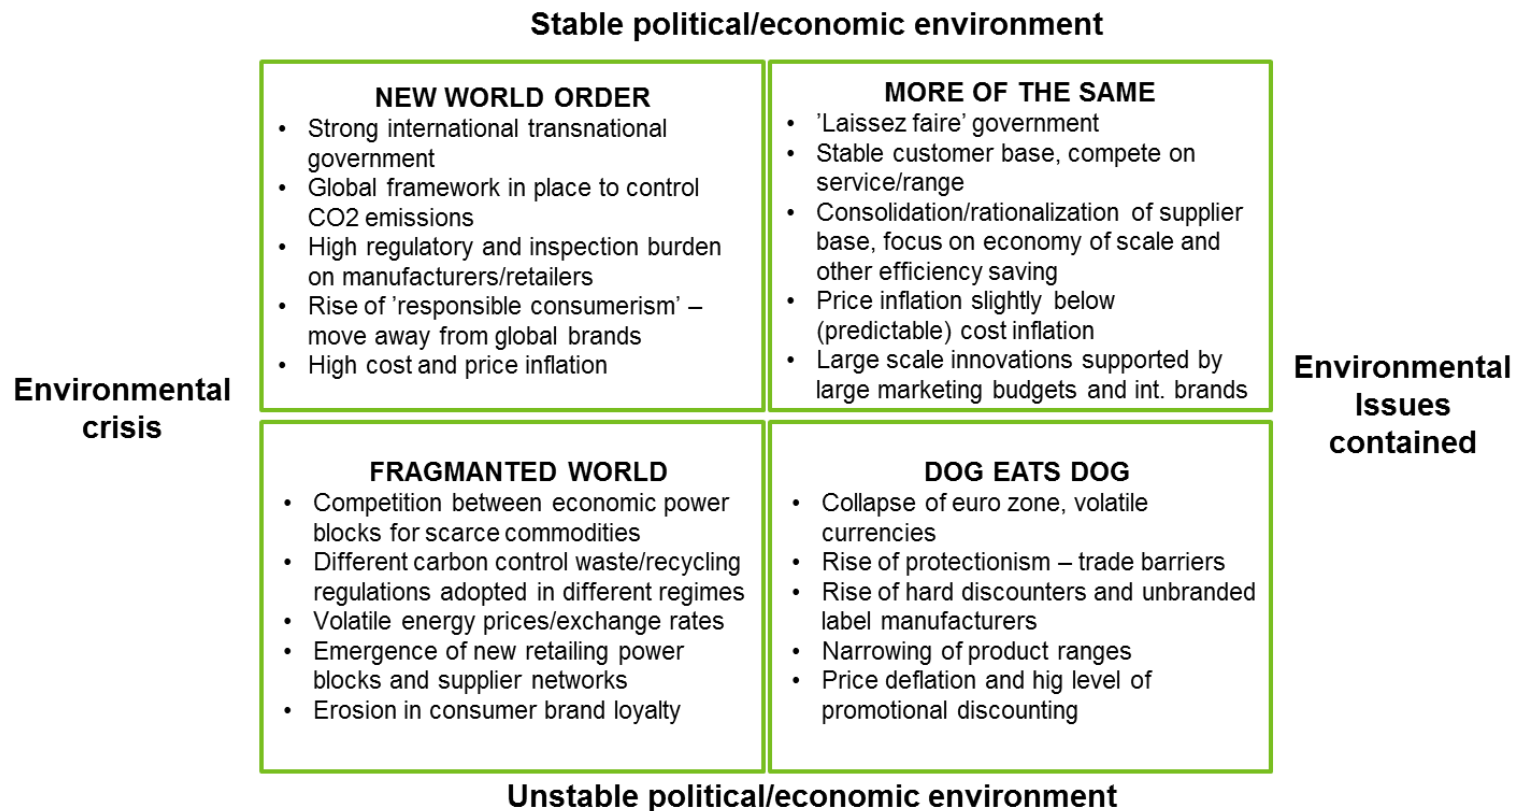 Stable political/economic environment
NEW WORLD ORDER
• Strong international transnational
government
• Global framework in place to control
CO2 emissions
• High regulatory and inspection burden
on manufacturers/retailers
• Rise of ’responsible consumerism’ –
move away from global brands
• High cost and price inflation
MORE OF THE SAME
• ’Laissez faire’ government
• Stable customer base, compete on
service/range
• Consolidation/rationalization of supplier
base, focus on economy of scale and
other efficiency saving
• Price inflation slightly below
(predictable) cost inflation
• Large scale innovations supported by
large marketing budgets and int. brands
Environmental
crisis
Environmental
Issues
contained
FRAGMANTED WORLD
• Competition between economic power
blocks for scarce commodities
• Different carbon control waste/recycling
regulations adopted in different regimes
• Volatile energy prices/exchange rates
• Emergence of new retailing power
blocks and supplier networks
• Erosion in consumer brand loyalty
DOG EATS DOG
• Collapse of euro zone, volatile
currencies
• Rise of protectionism – trade barriers
• Rise of hard discounters and unbranded
label manufacturers
• Narrowing of product ranges
• Price deflation and hig level of
promotional discounting
Unstable political/economic environment